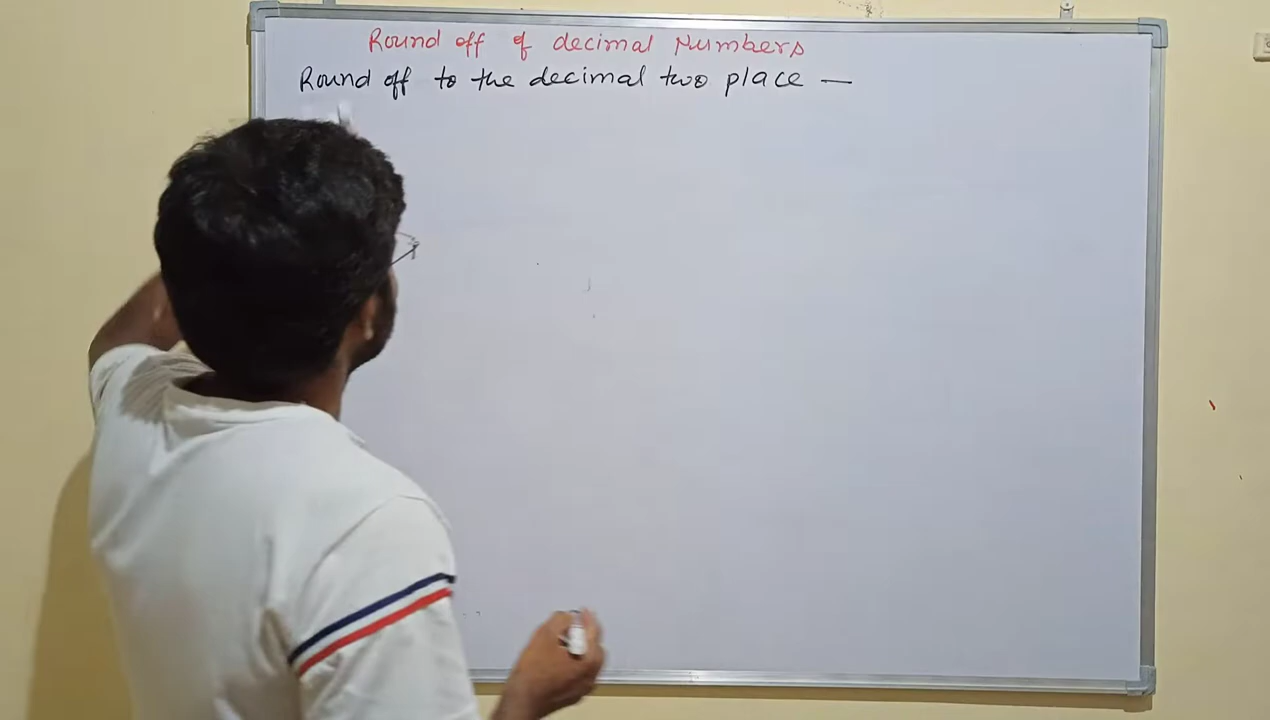 Round off of decimal Numbers
Round off to the decimal two place —